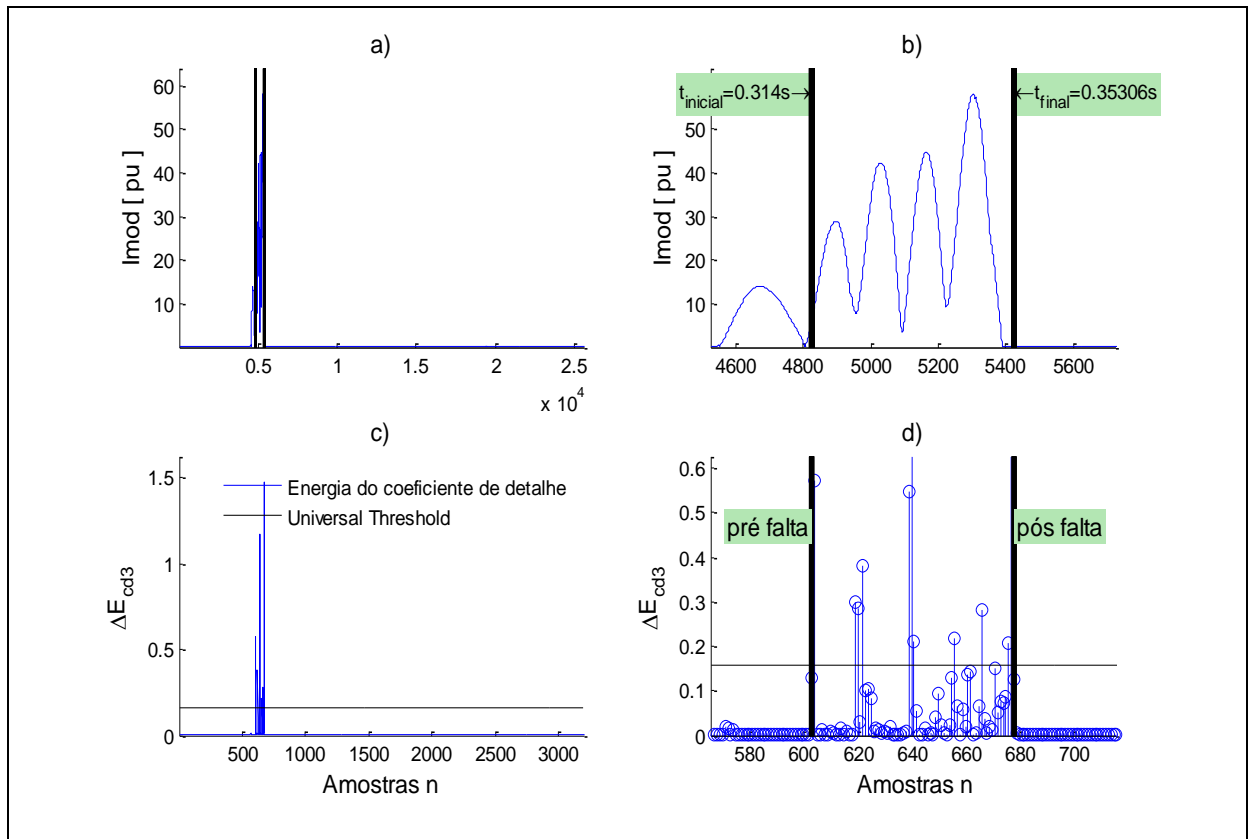 a)
60
50
40
30
20
10
Imod [ pu ]
0.5
1
1.5
2
2.5
x 10^4
b)
t_inicial=0.314s→
←t_final=0.35306s
50
40
30
20
10
Imod [ pu ]
4600
4800
5000
5200
5400
5600
c)
1.5
1
0.5
0
ΔE_cd3
Energia do coeficiente de detalhe
Universal Threshold
500
1000
1500
2000
2500
3000
Amostras n
d)
0.6
0.5
0.4
0.3
0.2
0.1
0
ΔE_cd3
pré falta
pós falta
580
600
620
640
660
680
700
Amostras n